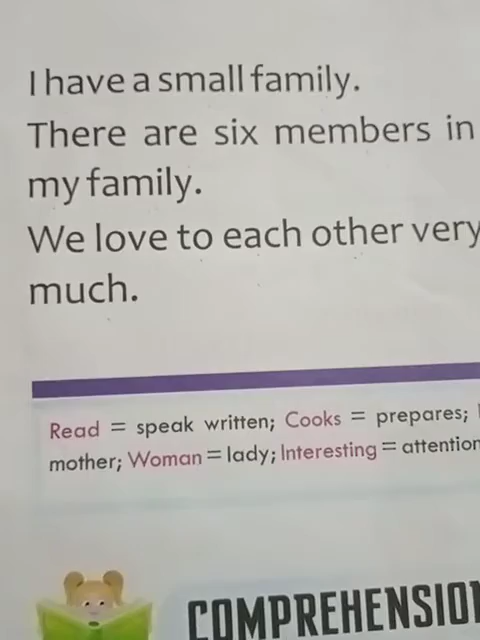 I have a small family.
There are six members in
my family.
We love to each other very
much.
Read = speak written; Cooks = prepares;
mother; Woman = lady; Interesting = attention
COMPREHENSION